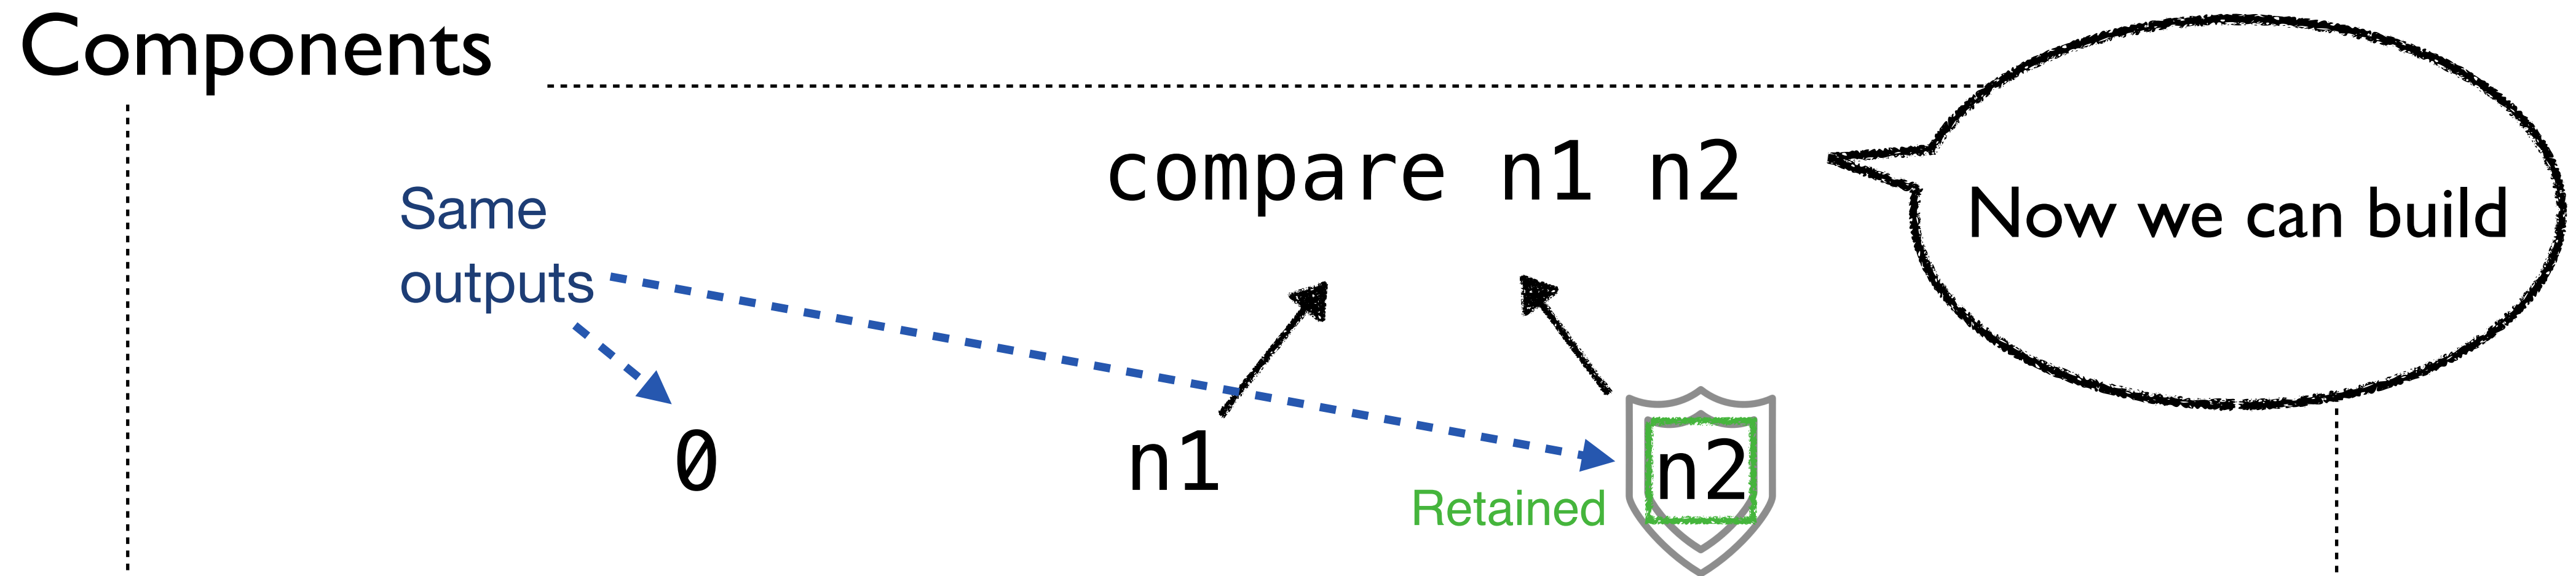 Components
compare n1 n2
Now we can build
Same
outputs
0
n1
n2
Retained